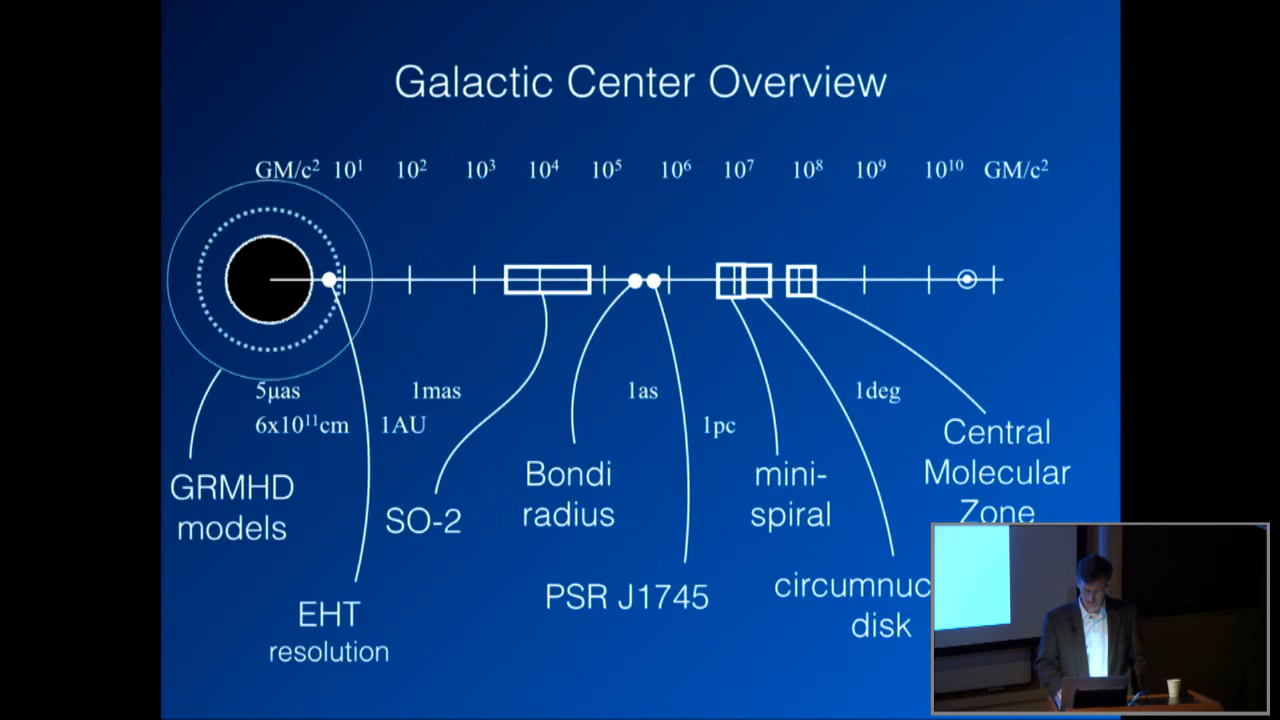 Galactic Center Overview
GM/c² 10¹ 10² 10³ 10⁴ 10⁵ 10⁶ 10⁷ 10⁸ 10⁹ 10¹⁰ GM/c²
5μas 1mas 1as 1deg
6x10¹¹cm 1AU 1pc
GRMHD
models
EHT
resolution
SO-2
Bondi
radius
PSR J1745
mini-
spiral
circumnuc
disk
Central
Molecular
Zone